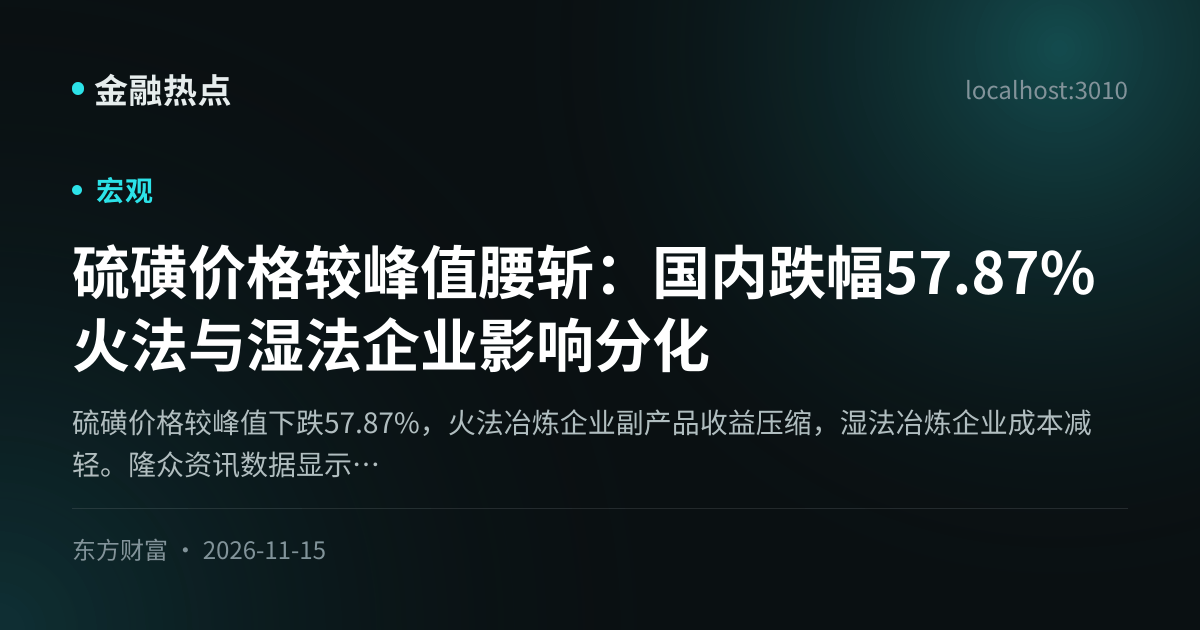 金融热点
localhost:3010
宏观
硫磺价格较峰值腰斩：国内跌幅57.87%
火法与湿法企业影响分化
硫磺价格较峰值下跌57.87%，火法冶炼企业副产品收益压缩，湿法冶炼企业成本减
轻。隆众资讯数据显示…
东方财富 • 2026-11-15